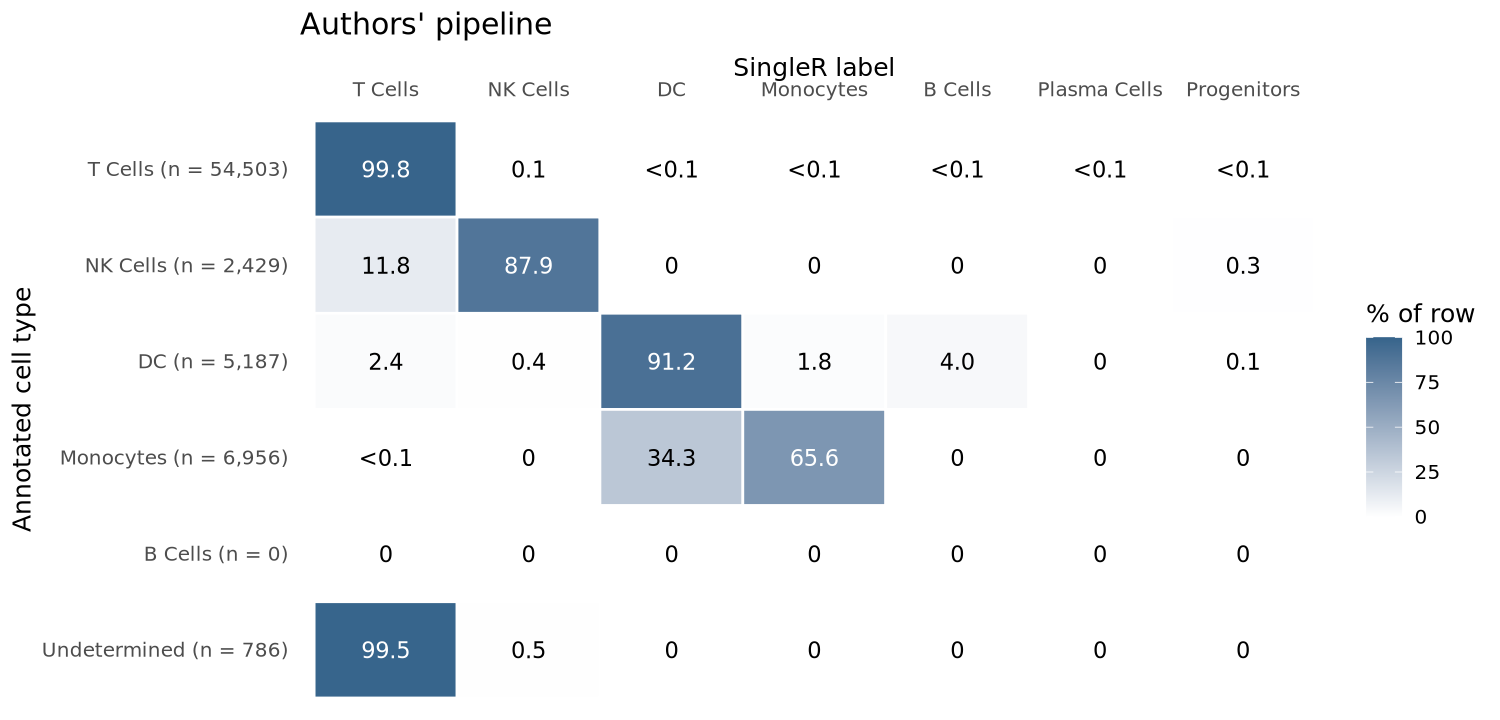 Authors' pipeline
SingleR label
T Cells NK Cells DC Monocytes B Cells Plasma Cells Progenitors
T Cells (n = 54,503) 99.8 0.1 <0.1 <0.1 <0.1 <0.1 <0.1
NK Cells (n = 2,429) 11.8 87.9 0 0 0 0 0.3
DC (n = 5,187) 2.4 0.4 91.2 1.8 4.0 0 0.1
Monocytes (n = 6,956) <0.1 0 34.3 65.6 0 0 0
B Cells (n = 0) 0 0 0 0 0 0 0
Undetermined (n = 786) 99.5 0.5 0 0 0 0 0
Annotated cell type
% of row
100
75
50
25
0